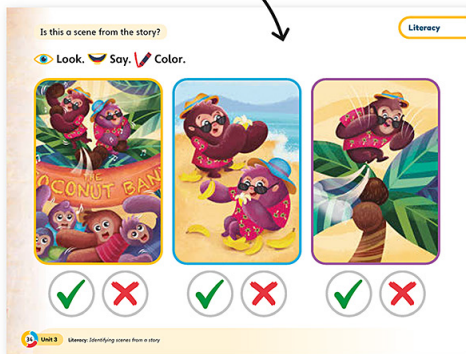 Is this a scene from the story?
Literacy
Look. Say. Color.
THE
COCONUT BAN
34 Unit 3 Literacy: Identifying scenes from a story